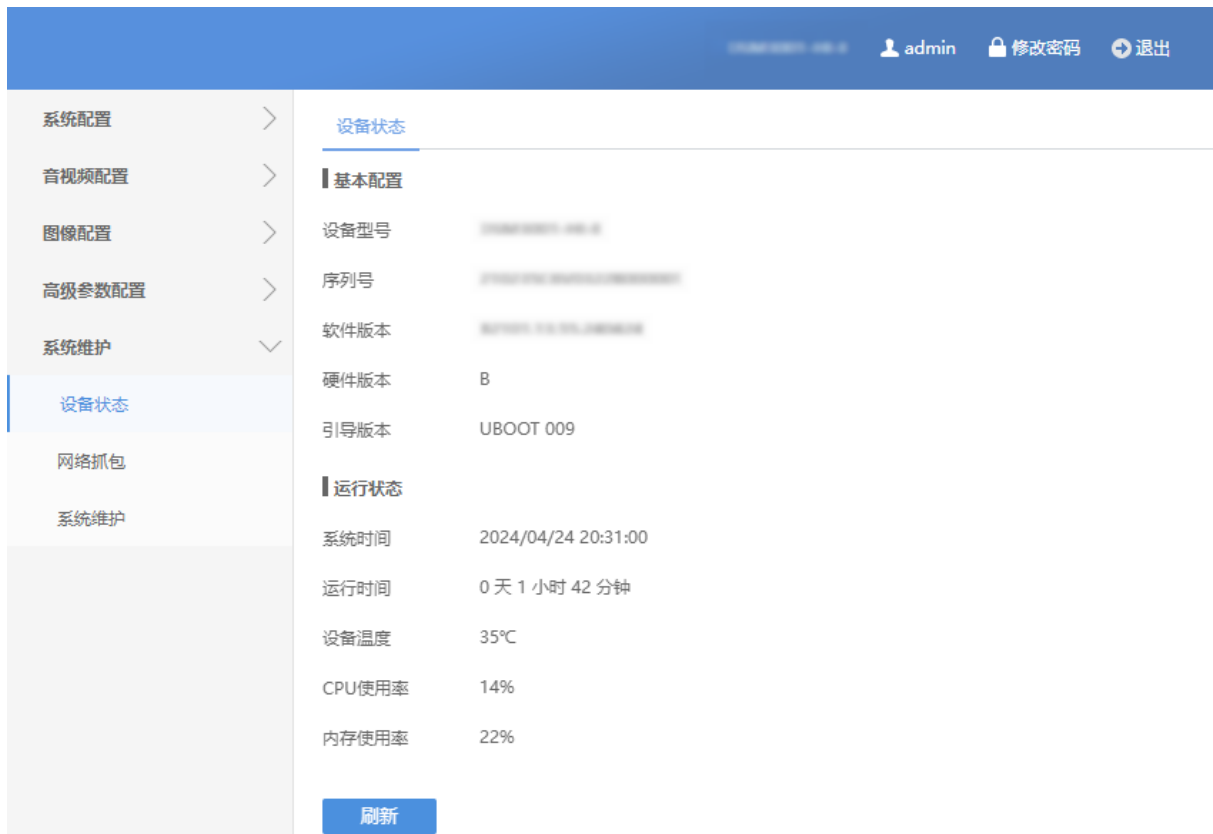 admin 修改密码 退出
系统配置
音视频配置
图像配置
高级参数配置
系统维护
设备状态
网络抓包
系统维护
设备状态
基本配置
设备型号
序列号
软件版本
硬件版本 B
引导版本 UBOOT 009
运行状态
系统时间 2024/04/24 20:31:00
运行时间 0 天 1 小时 42 分钟
设备温度 35℃
CPU使用率 14%
内存使用率 22%
刷新